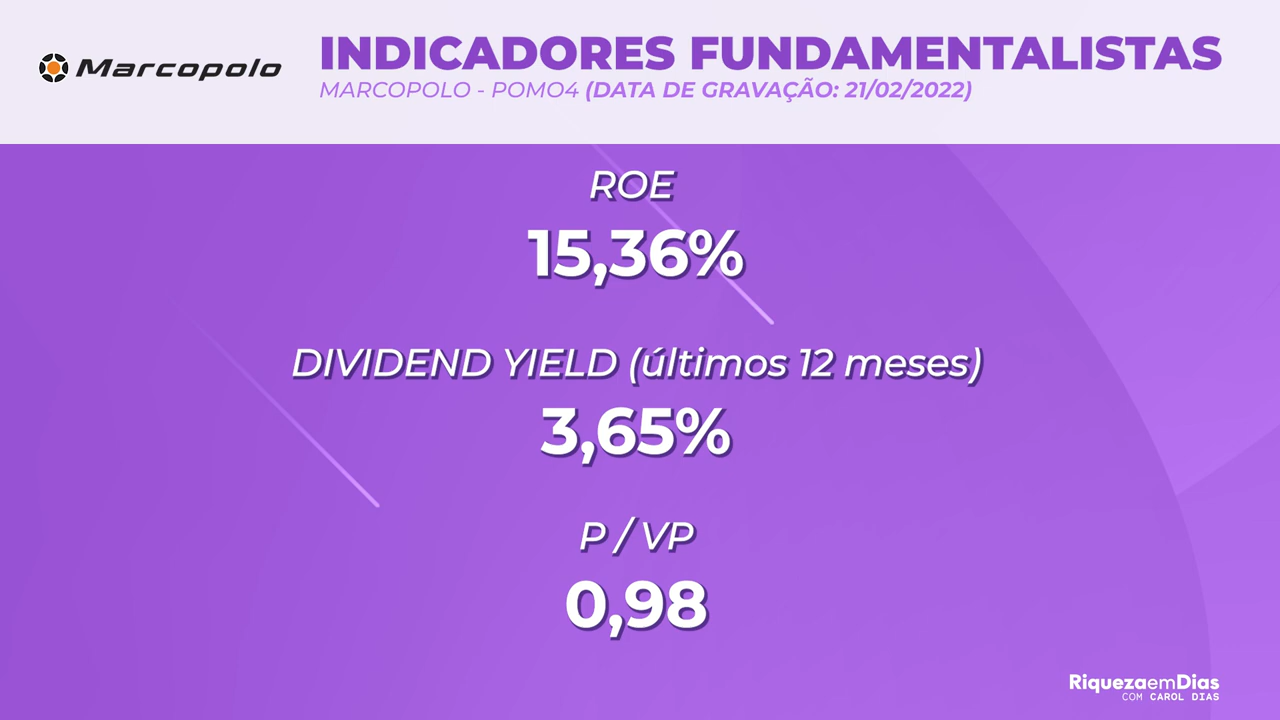 Marcopolo
INDICADORES FUNDAMENTALISTAS
MARCOPOLO - POMO4 (DATA DE GRAVAÇÃO: 21/02/2022)
ROE
15,36%
DIVIDEND YIELD (últimos 12 meses)
3,65%
P / VP
0,98
RiquezaemDias
COM CAROL DIAS